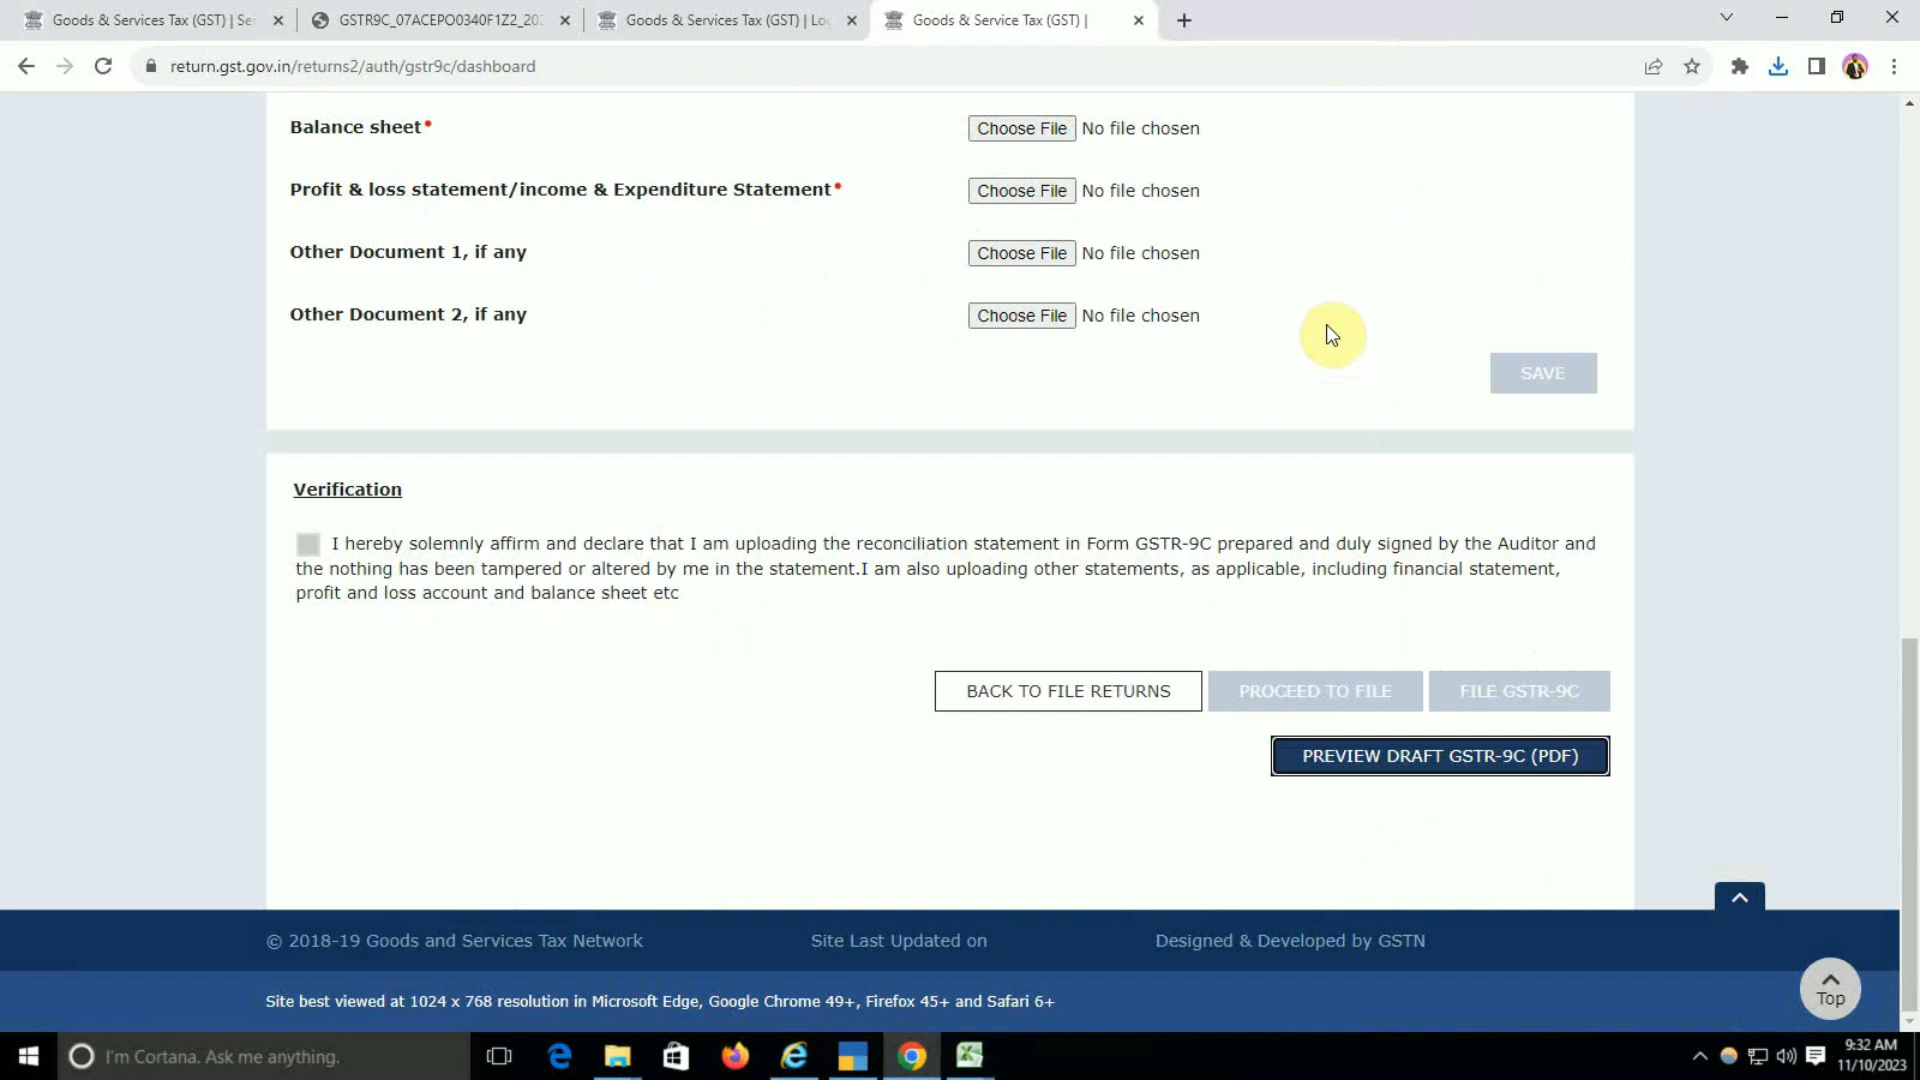 Goods & Services Tax (GST) | Ser
GSTR9C_07ACEPO0340F1Z2_202
Goods & Services Tax (GST) | Lo
Goods & Service Tax (GST) |
return.gst.gov.in/returns2/auth/gstr9c/dashboard
Balance sheet•
Choose File No file chosen
Profit & loss statement/income & Expenditure Statement•
Choose File No file chosen
Other Document 1, if any
Choose File No file chosen
Other Document 2, if any
Choose File No file chosen
SAVE
Verification
I hereby solemnly affirm and declare that I am uploading the reconciliation statement in Form GSTR-9C prepared and duly signed by the Auditor and
the nothing has been tampered or altered by me in the statement.I am also uploading other statements, as applicable, including financial statement,
profit and loss account and balance sheet etc
BACK TO FILE RETURNS
PROCEED TO FILE
FILE GSTR-9C
PREVIEW DRAFT GSTR-9C (PDF)
© 2018-19 Goods and Services Tax Network
Site Last Updated on
Designed & Developed by GSTN
Top
Site best viewed at 1024 x 768 resolution in Microsoft Edge, Google Chrome 49+, Firefox 45+ and Safari 6+
I'm Cortana. Ask me anything.
9:32 AM
11/10/2023